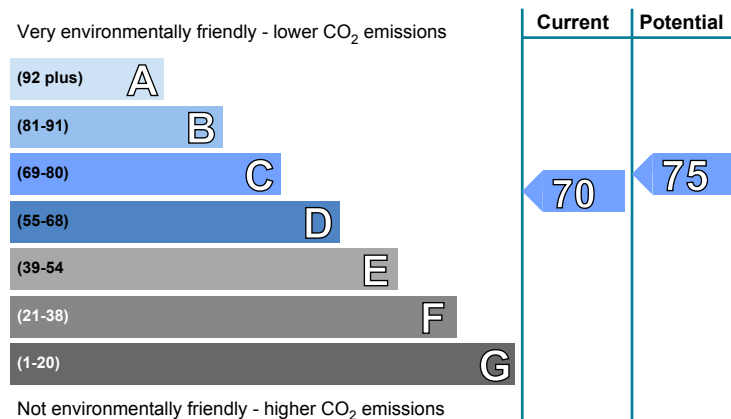 Current Potential
Very environmentally friendly - lower CO2 emissions
(92 plus) A
(81-91) B
(69-80) C
(55-68) D
(39-54 E
(21-38) F
(1-20) G
70 75
Not environmentally friendly - higher CO2 emissions